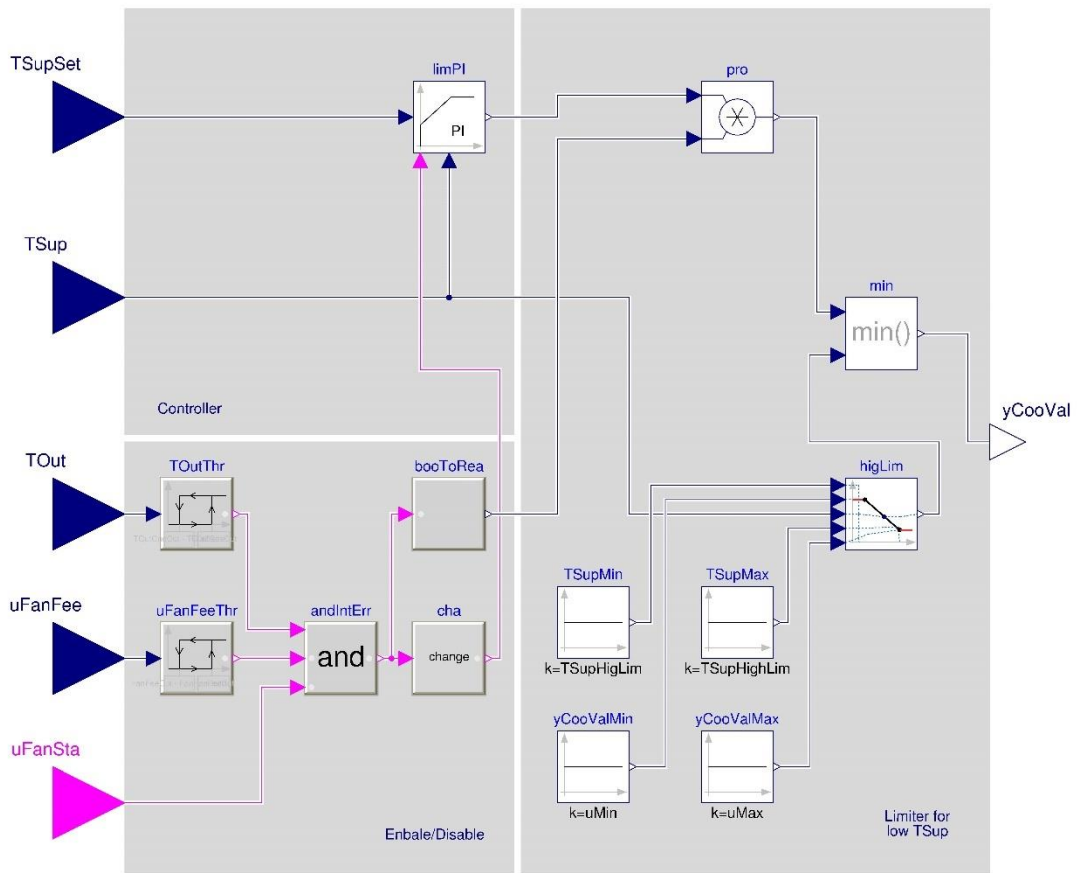 TSupSet
limPI
PI
pro
TSup
min
min()
Controller
yCooVal
TOut
TOutThr
booToRea
higLim
TSupMin
TSupMax
k=TSupHigLim
k=TSupHighLim
uFanFee
uFanFeeThr
andIntErr
and
cha
change
yCooValMin
yCooValMax
k=uMin
k=uMax
uFanSta
Enbale/Disable
Limiter for
low TSup